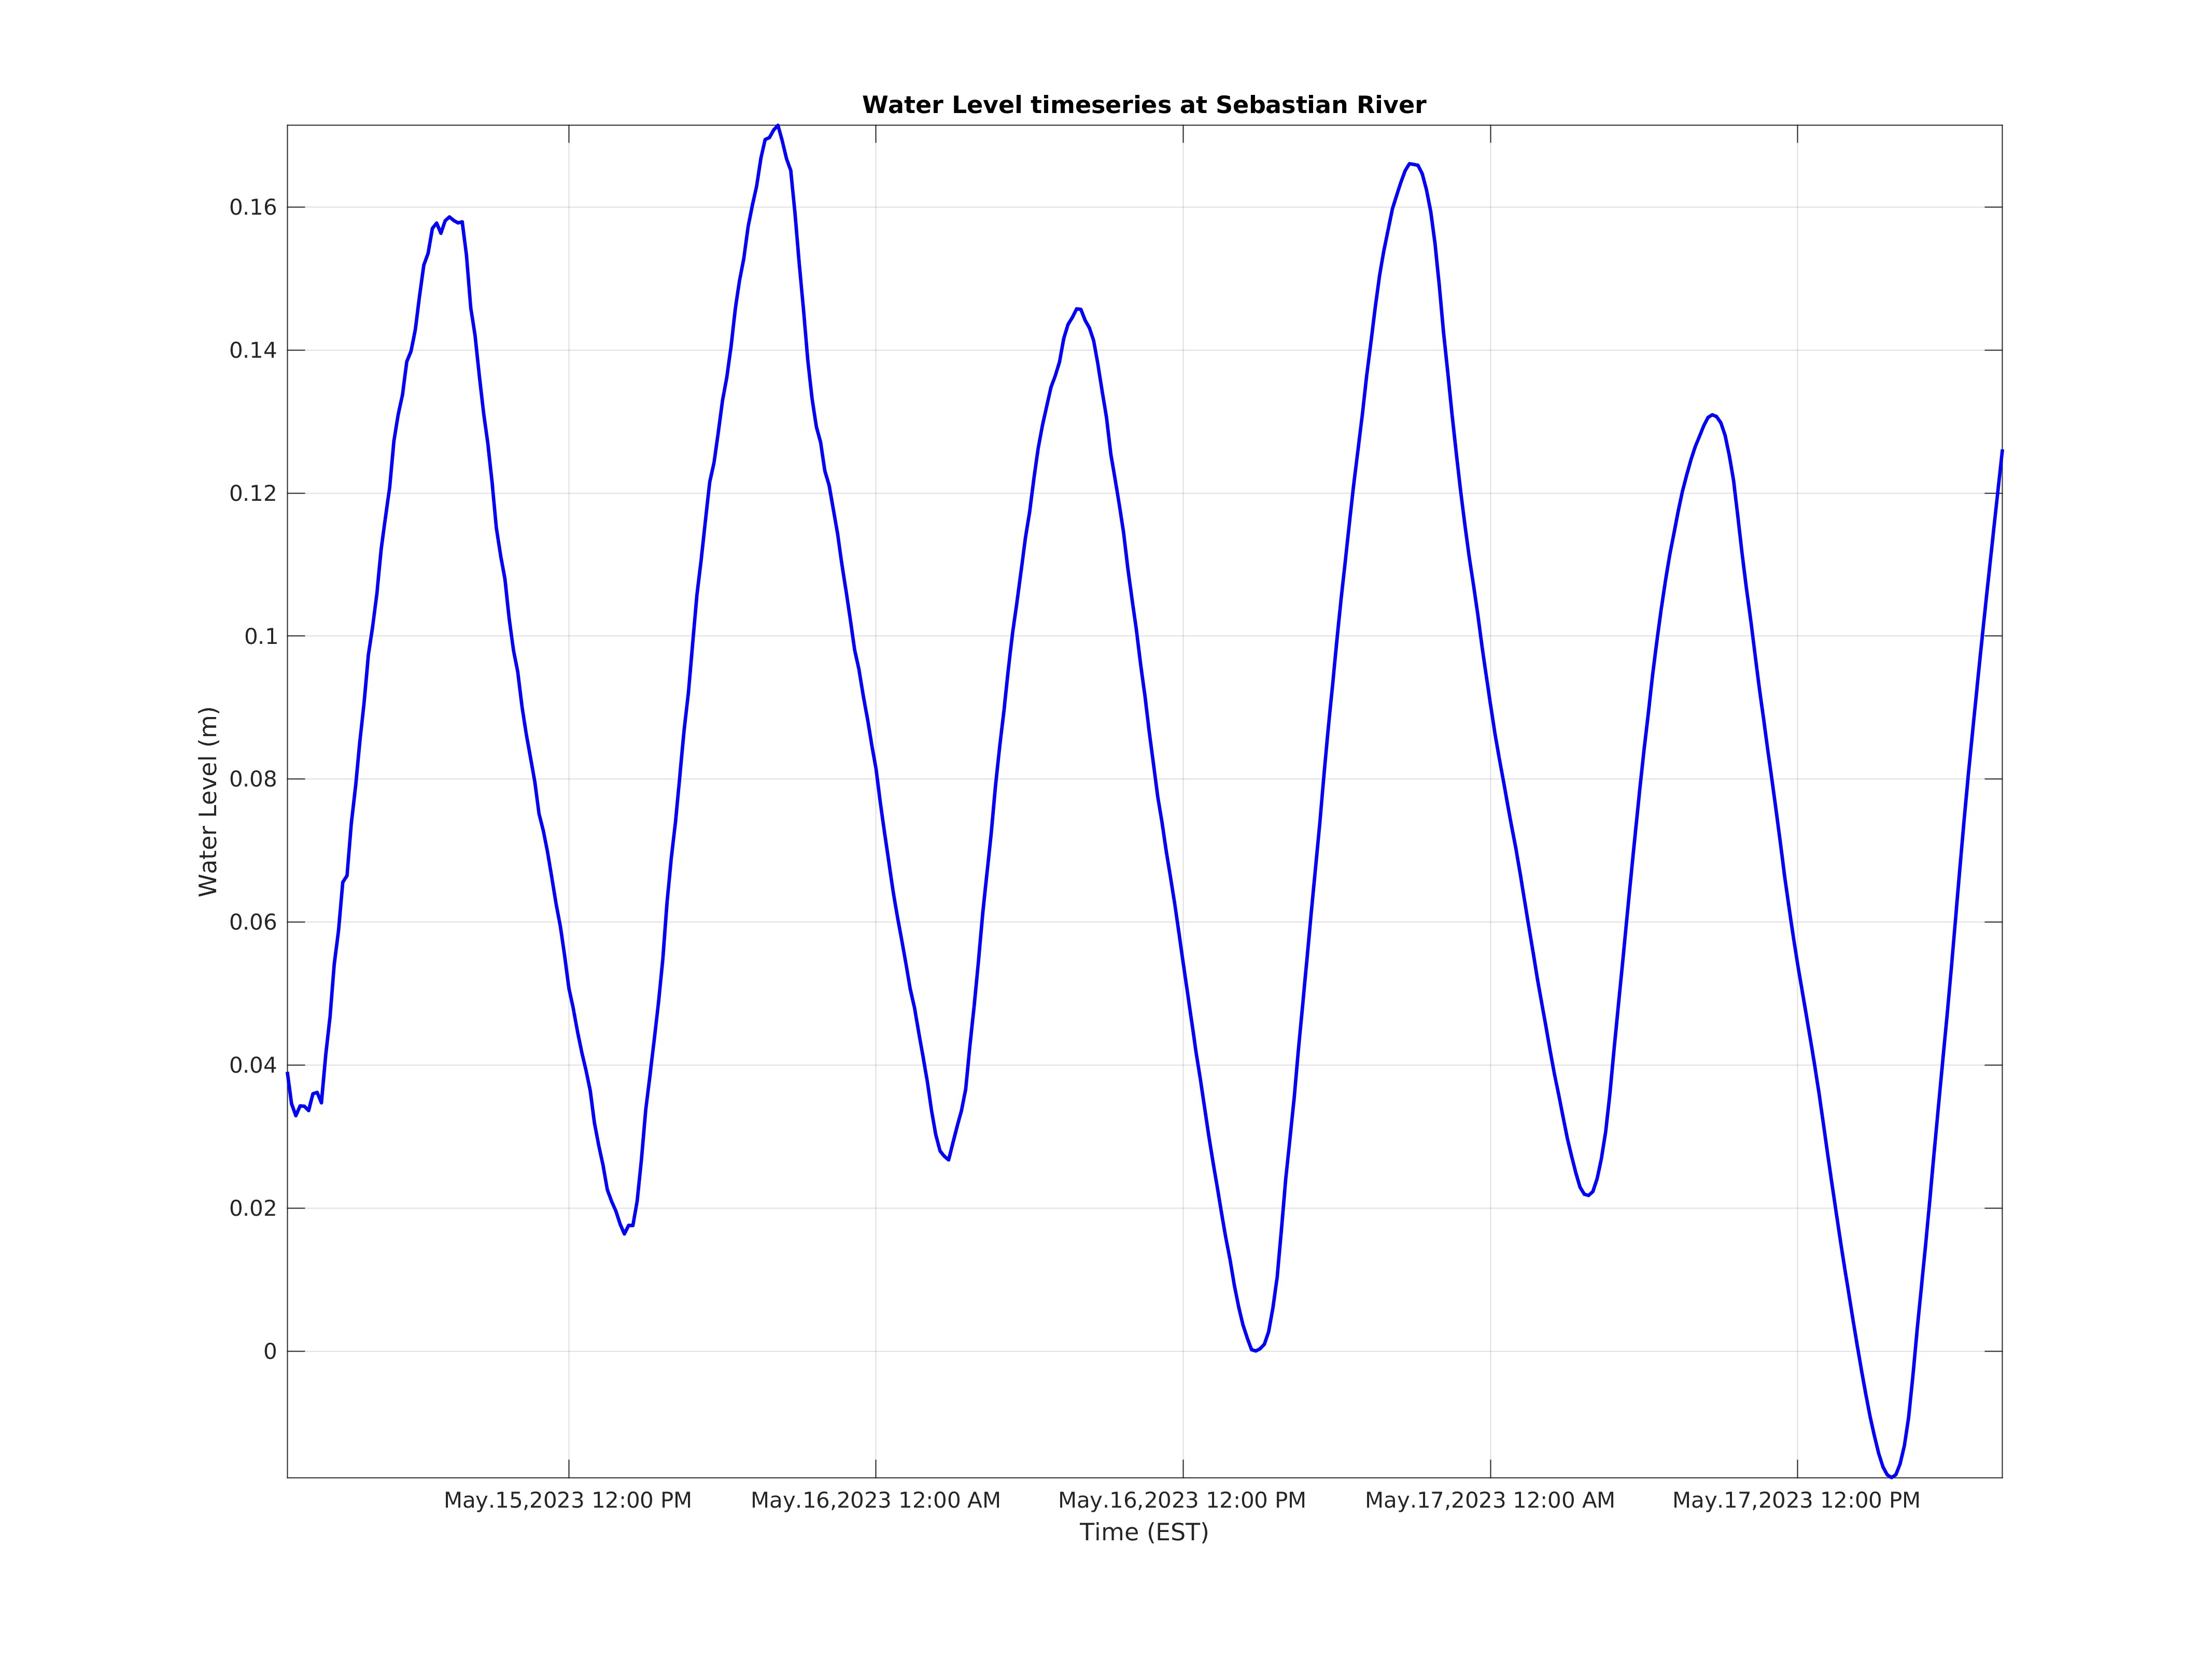 Water Level timeseries at Sebastian River
0.16
0.14
0.12
0.1
0.08
0.06
0.04
0.02
0
Water Level (m)
May.15,2023 12:00 PM
May.16,2023 12:00 AM
May.16,2023 12:00 PM
May.17,2023 12:00 AM
May.17,2023 12:00 PM
Time (EST)